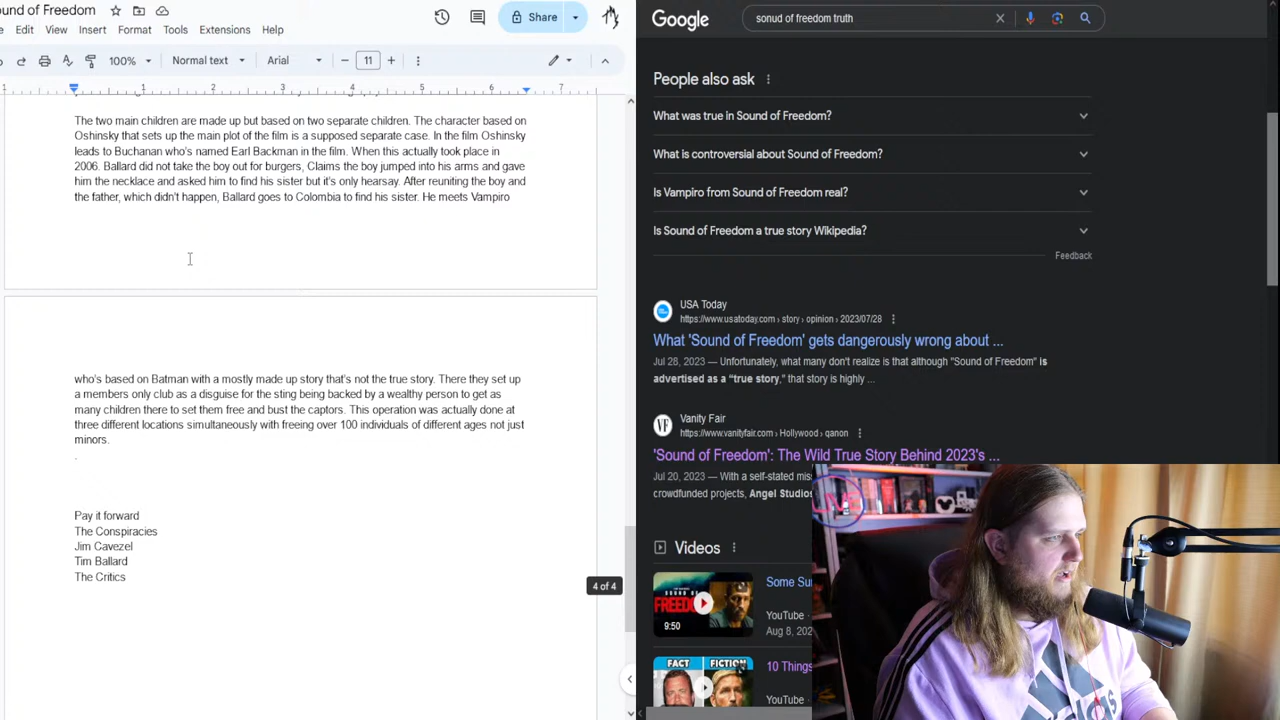 ound of Freedom
Share
Edit View Insert Format Tools Extensions Help
100% Normal text Arial 11
1 1 2 3 4 5 6 7
The two main children are made up but based on two separate children. The character based on
Oshinsky that sets up the main plot of the film is a supposed separate case. In the film Oshinsky
leads to Buchanan who's named Earl Backman in the film. When this actually took place in
2006. Ballard did not take the boy out for burgers, Claims the boy jumped into his arms and gave
him the necklace and asked him to find his sister but it's only hearsay. After reuniting the boy and
the father, which didn't happen, Ballard goes to Colombia to find his sister. He meets Vampiro
who's based on Batman with a mostly made up story that's not the true story. There they set up
a members only club as a disguise for the sting being backed by a wealthy person to get as
many children there to set them free and bust the captors. This operation was actually done at
three different locations simultaneously with freeing over 100 individuals of different ages not just
minors.
.
Pay it forward
The Conspiracies
Jim Cavezel
Tim Ballard
The Critics
4 of 4
Google
sonud of freedom truth
People also ask
What was true in Sound of Freedom?
What is controversial about Sound of Freedom?
Is Vampiro from Sound of Freedom real?
Is Sound of Freedom a true story Wikipedia?
Feedback
USA Today
https://www.usatoday.com › story › opinion › 2023/07/28
What 'Sound of Freedom' gets dangerously wrong about ...
Jul 28, 2023 — Unfortunately, what many don't realize is that although "Sound of Freedom" is
advertised as a "true story," that story is highly ...
VF
Vanity Fair
https://www.vanityfair.com › Hollywood › qanon
'Sound of Freedom': The Wild True Story Behind 2023's ...
Jul 20, 2023 — With a self-stated mis
crowdfunded projects, Angel Studios
Videos
Some Su
FREEDOM
9:50
YouTube ·
Aug 8, 202
FACT FICTION
10 Things
YouTube ·
adidas